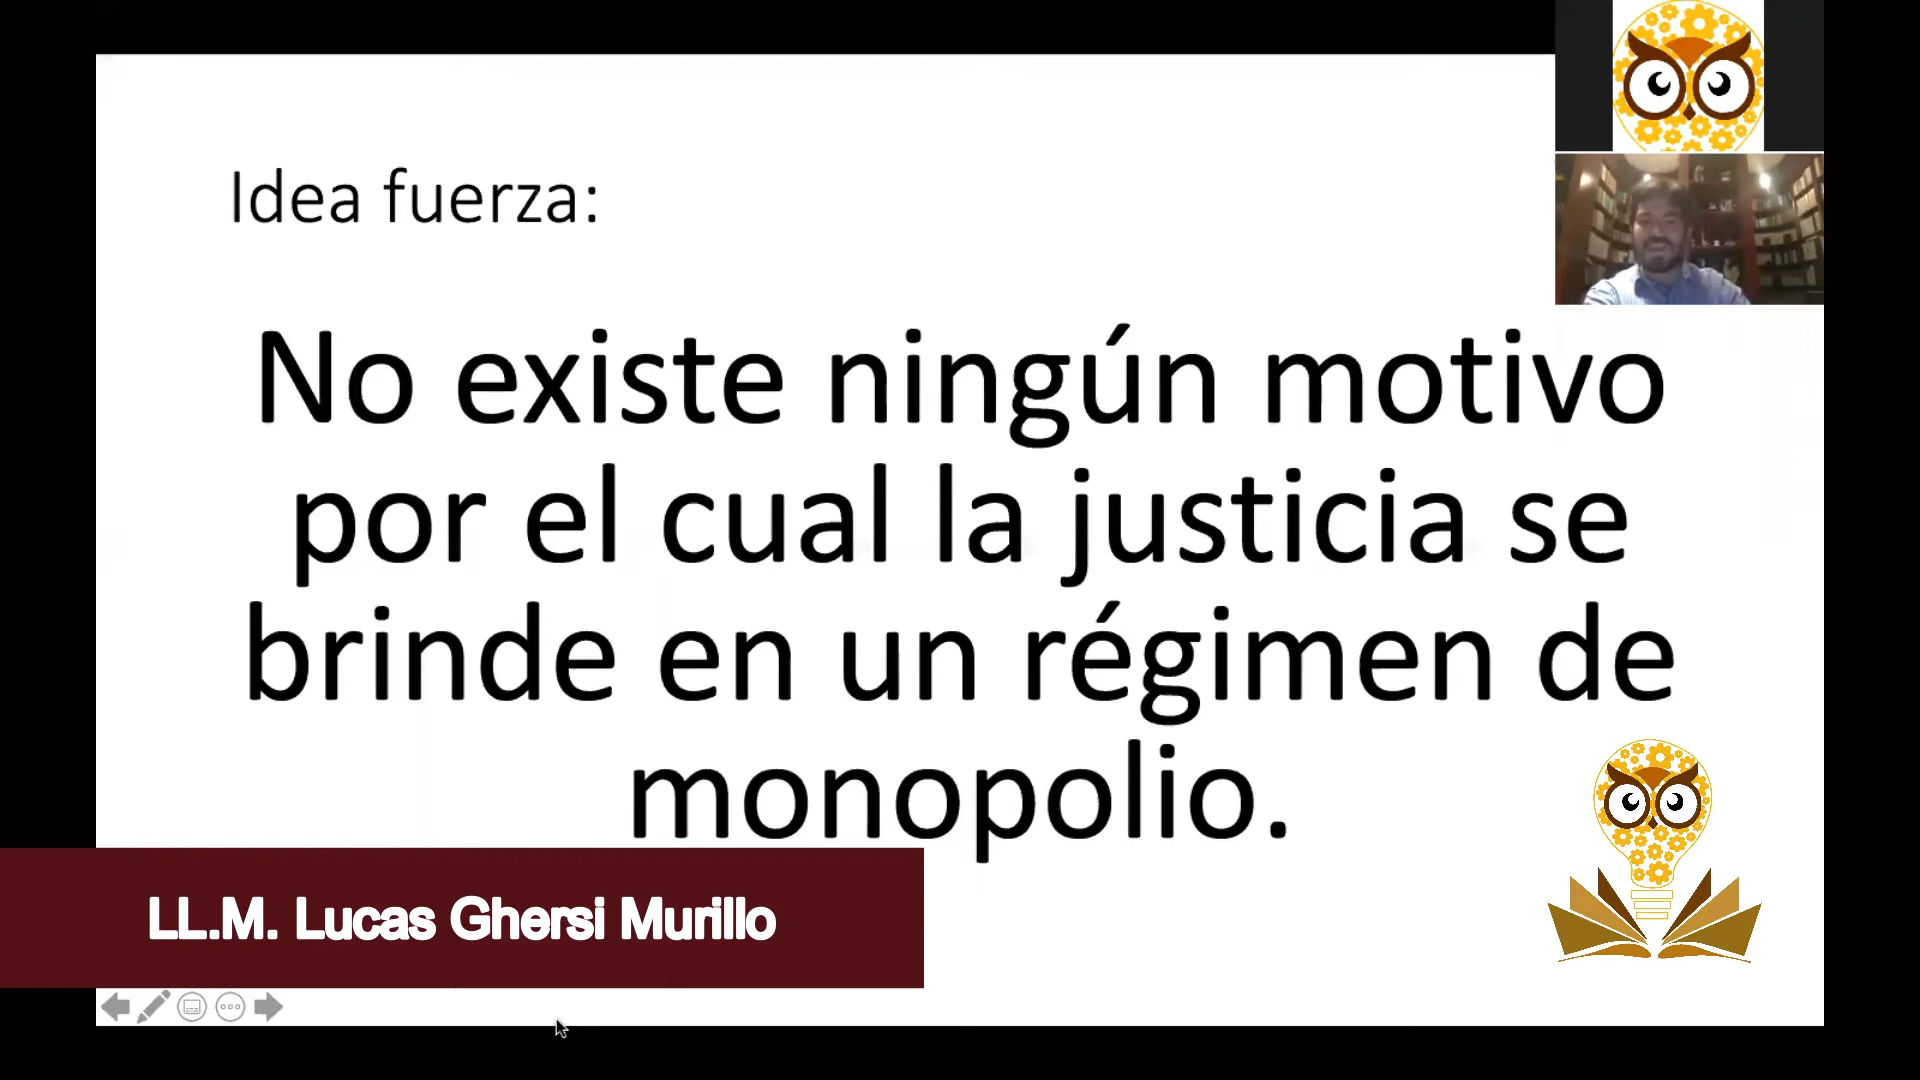 Idea fuerza:
No existe ningún motivo
por el cual la justicia se
brinde en un régimen de
monopolio.
LL.M. Lucas Ghersi Murillo